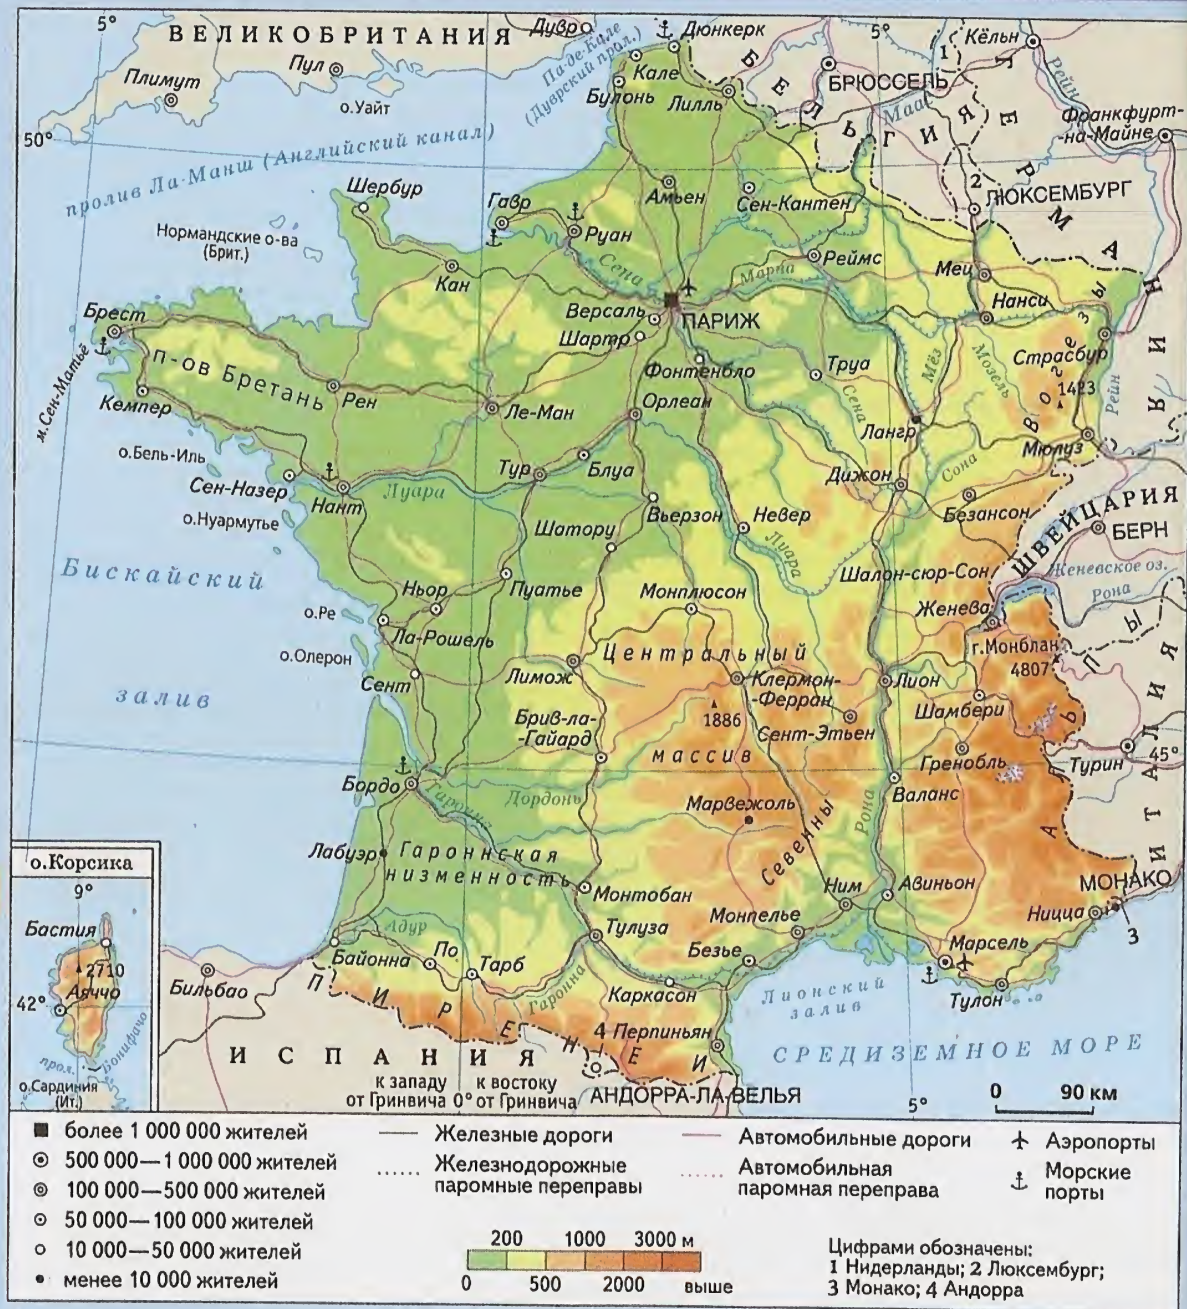 5°
ВЕЛИКОБРИТАНИЯ
Дувр
Дюнкерк
5°
Кёльн
1
Плимут
Пул
о.Уайт
Па-де-Кале
(Дуврский прол.)
Кале
Булонь
Лилль
БЕЛЬГИЯ
БРЮССЕЛЬ
Маас
ГЕРМАНИЯ
Рейн
Франкфурт-
-на-Майне
50°
пролив Ла-Манш (Английский канал)
Шербур
Гавр
Амьен
Сен-Кантен
2
ЛЮКСЕМБУРГ
Нормандские о-ва
(Брит.)
Руан
Кан
Сена
Марна
Реймс
Мец
Нанси
Брест
м.Сен-Матьё
п-ов Бретань
Версаль
ПАРИЖ
Шартр
Фонтенбло
Труа
Сена
Мёз
Мозель
Страсбур
Вогезы
1423
Рейн
Кемпер
Рен
Ле-Ман
Орлеан
Лангр
Мюлуз
о.Бель-Иль
Сен-Назер
Нант
Луара
Тур
Блуа
Дижон
Сона
Безансон
о.Нуармутье
Вьерзон
Невер
Луара
ШВЕЙЦАРИЯ
БЕРН
Шатору
Бискайский
залив
Ньор
Пуатье
Монплюсон
Шалон-сюр-Сон
Женевское оз.
Рона
Женева
о.Ре
Ла-Рошель
о.Олерон
Сент
Лимож
Центральный
массив
г.Монблан
4807
АЛЬПЫ
ИТАЛИЯ
Клермон-
-Ферран
1886
Лион
Шамбери
Брив-ла-
-Гайард
Сент-Этьен
45°
Гренобль
Турин
Бордо
Гаронна
Дордонь
Марвежоль
Валанс
Рона
Севенны
Лабуэр
Гароннская
низменность
Монтобан
Ним
Авиньон
МОНАКО
Ницца
3
Монпелье
Адур
Тулуза
Марсель
Байонна
По
Тарб
Гаронна
Безье
Каркасон
Тулон
Лионский
залив
Бильбао
ПИРЕНЕИ
4
Перпиньян
ИСПАНИЯ
СРЕДИЗЕМНОЕ МОРЕ
АНДОРРА-ЛА-ВЕЛЬЯ
к западу
от Гринвича
0°
к востоку
от Гринвича
5°
0 90 км
о.Корсика
9°
Бастия
2710
Аяччо
42°
прол. Бонифачо
о.Сардиния
(Ит.)
более 1 000 000 жителей
500 000—1 000 000 жителей
100 000—500 000 жителей
50 000—100 000 жителей
10 000—50 000 жителей
менее 10 000 жителей
Железные дороги
Железнодорожные
паромные переправы
Автомобильные дороги
Автомобильная
паромная переправа
Аэропорты
Морские
порты
200 1000 3000 м
0 500 2000 выше
Цифрами обозначены:
1 Нидерланды; 2 Люксембург;
3 Монако; 4 Андорра